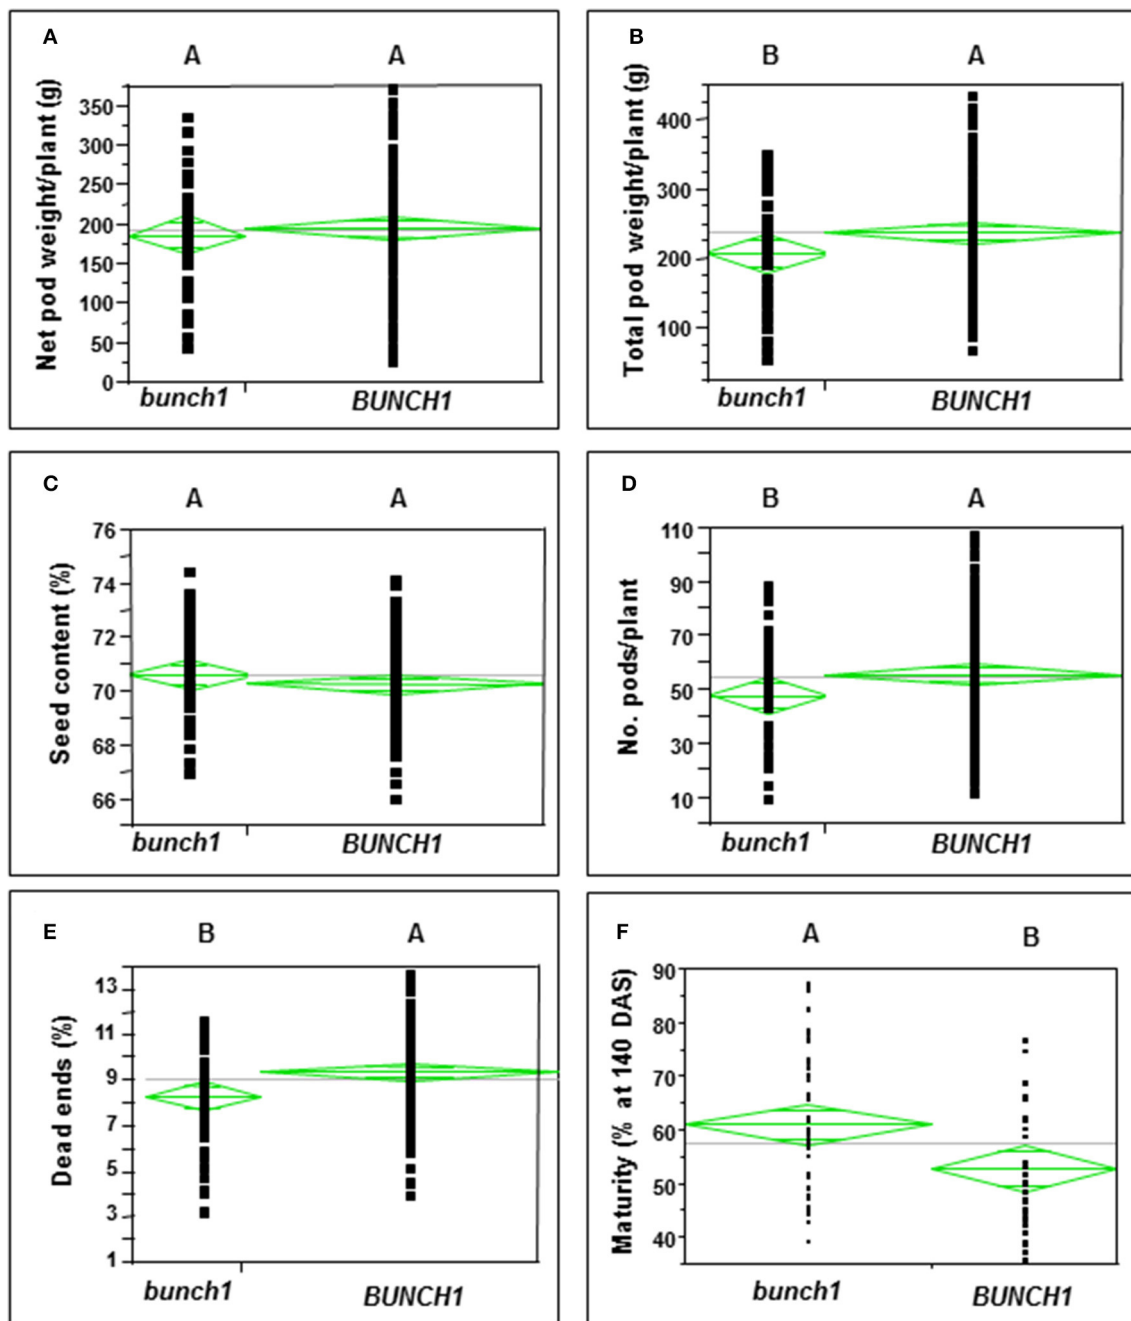 A
A A
Net pod weight/plant (g)
350
300
250
200
150
100
50
0
bunch1 BUNCH1
B
B A
Total pod weight/plant (g)
400
300
200
100
bunch1 BUNCH1
C
A A
Seed content (%)
76
74
72
70
68
66
bunch1 BUNCH1
D
B A
No. pods/plant
110
90
70
50
30
10
bunch1 BUNCH1
E
B A
Dead ends (%)
13
11
9
7
5
3
1
bunch1 BUNCH1
F
A B
Maturity (% at 140 DAS)
90
80
70
60
50
40
bunch1 BUNCH1